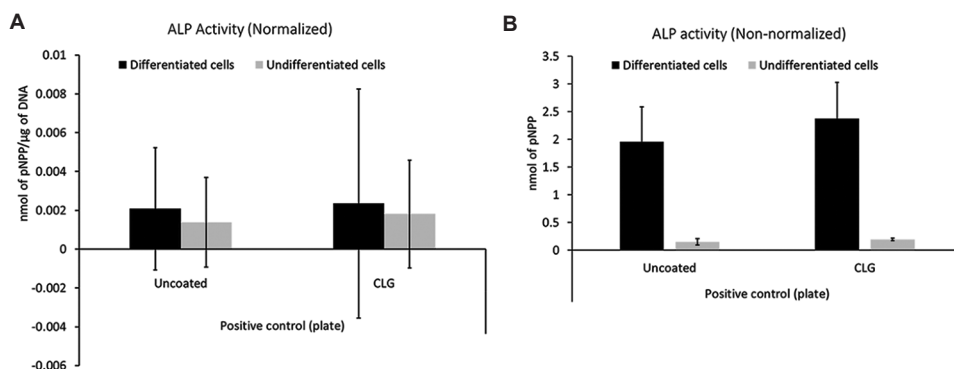 A
ALP Activity (Normalized)
0.01
0.008
0.006
0.004
0.002
0
-0.002
-0.004
-0.006
nmol of pNPP/µg of DNA
Differentiated cells
Undifferentiated cells
Uncoated
CLG
Positive control (plate)
B
ALP activity (Non-normalized)
3.5
3
2.5
2
1.5
1
0.5
0
nmol of pNPP
Differentiated cells
Undifferentiated cells
Uncoated
CLG
Positive control (plate)